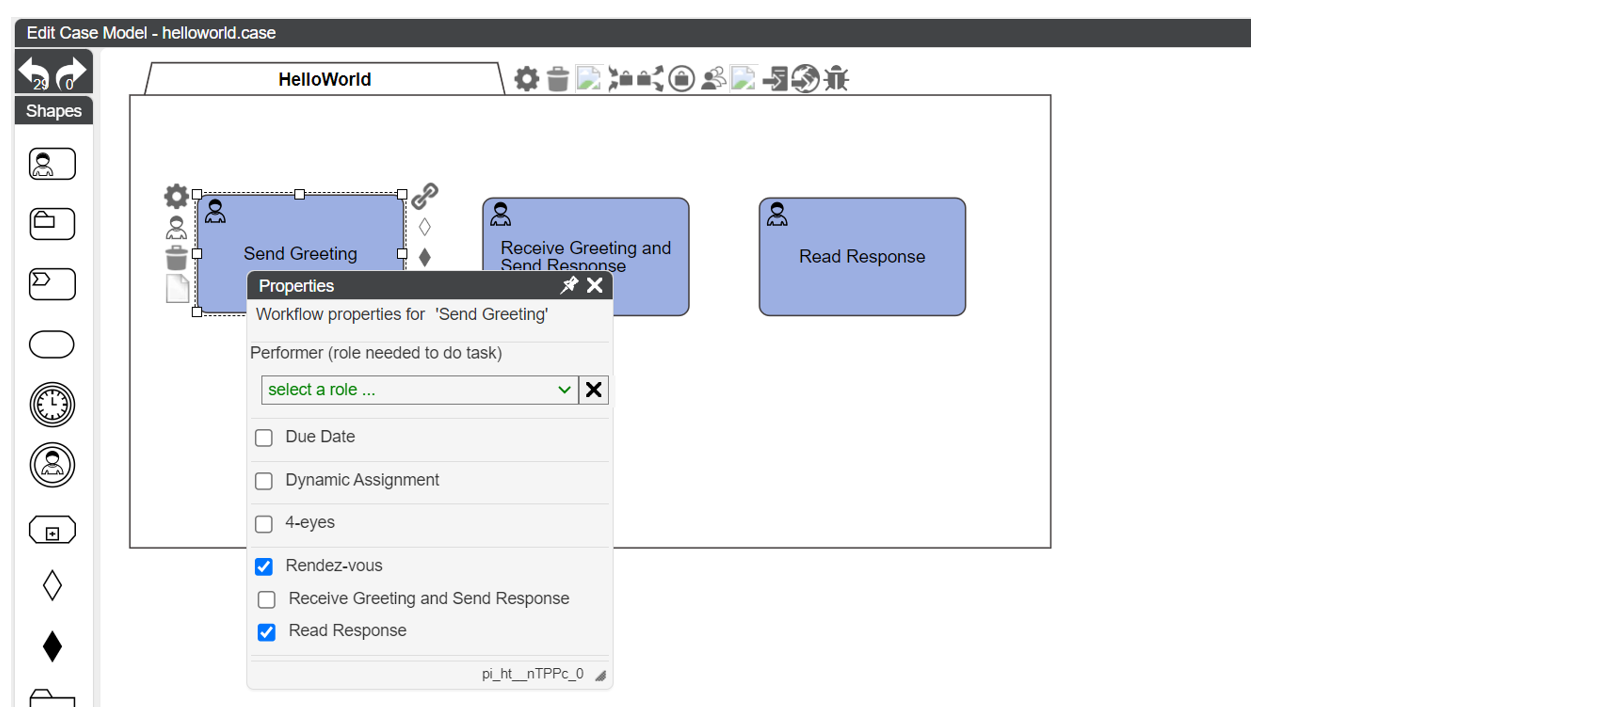 Edit Case Model - helloworld.case
29 0
HelloWorld
Shapes
Send Greeting
Receive Greeting and
Send Response
Read Response
Properties
Workflow properties for 'Send Greeting'
Performer (role needed to do task)
select a role ...
Due Date
Dynamic Assignment
4-eyes
Rendez-vous
Receive Greeting and Send Response
Read Response
pi_ht__nTPPc_0